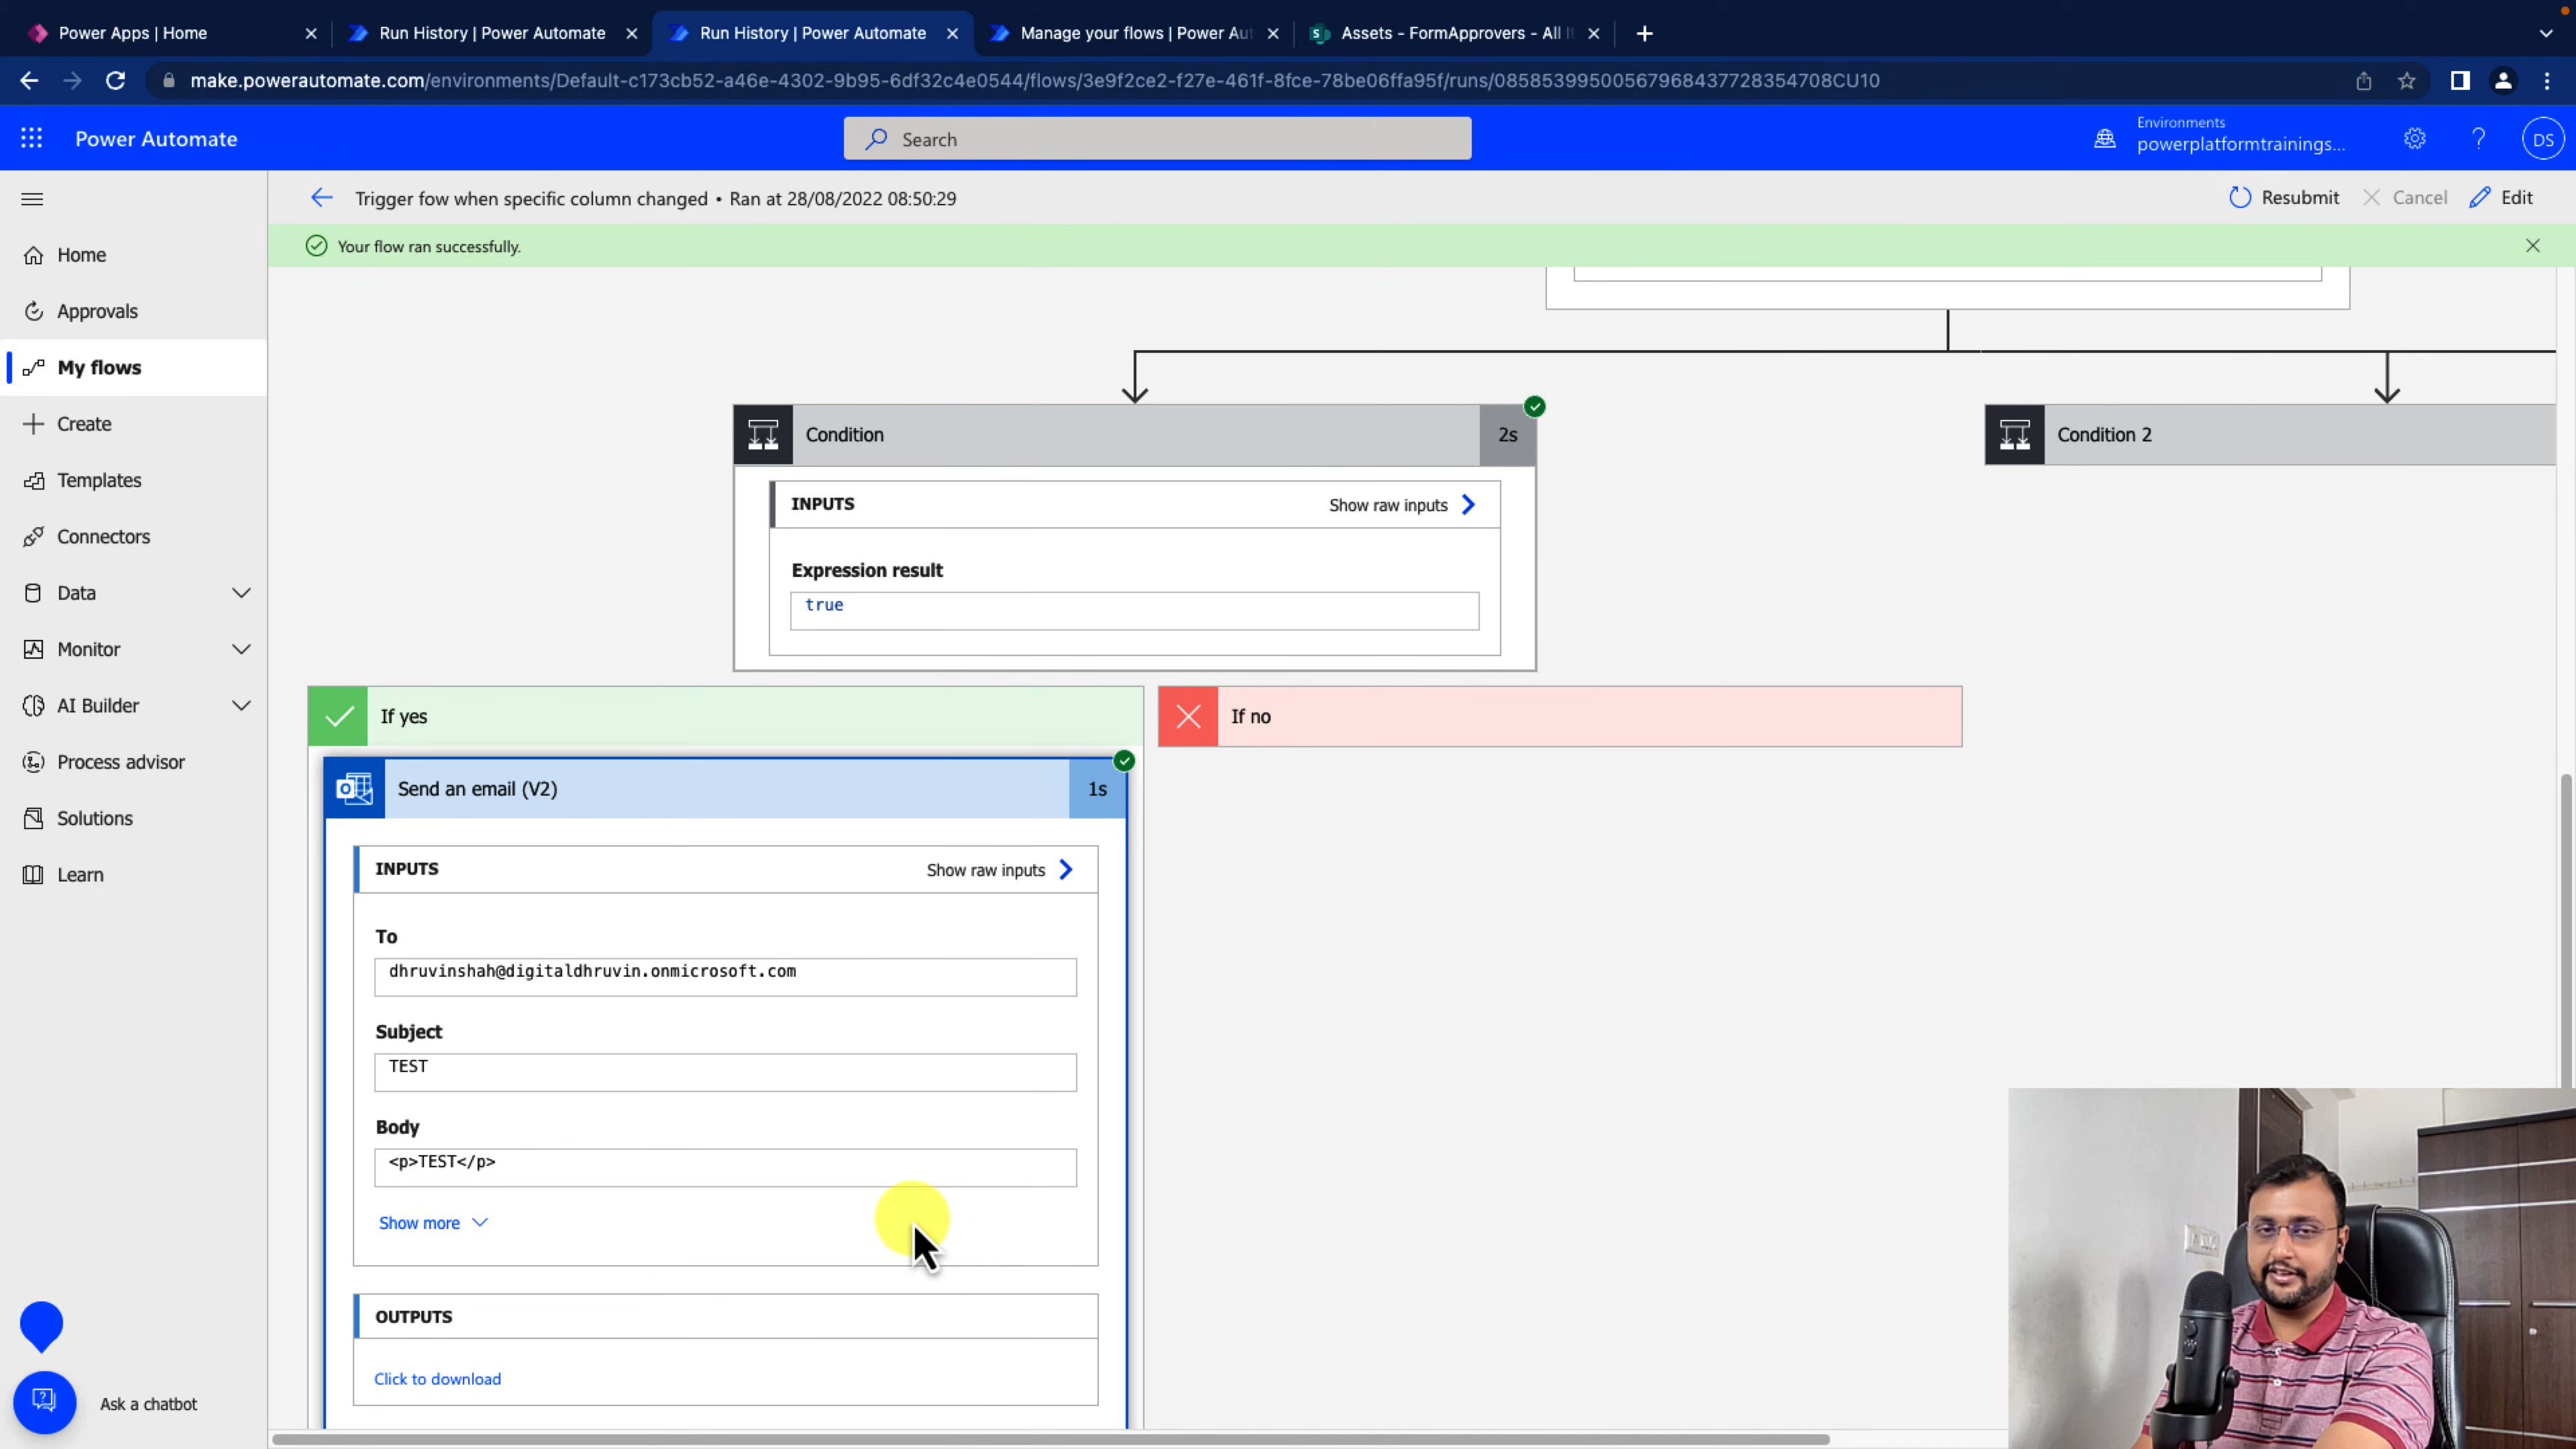 Power Apps | Home
Run History | Power Automate
Run History | Power Automate
Manage your flows | Power Aut
Assets - FormApprovers - All It
make.powerautomate.com/environments/Default-c173cb52-a46e-4302-9b95-6df32c4e0544/flows/3e9f2ce2-f27e-461f-8fce-78be06ffa95f/runs/08585399500567968437728354708CU10
Power Automate
Search
Environments
powerplatformtrainings...
?
DS
Trigger fow when specific column changed • Ran at 28/08/2022 08:50:29
Resubmit
Cancel
Edit
Your flow ran successfully.
Home
Approvals
My flows
Create
Templates
Connectors
Data
Monitor
AI Builder
Process advisor
Solutions
Learn
Ask a chatbot
Condition
2s
Condition 2
INPUTS
Show raw inputs
Expression result
true
If yes
If no
Send an email (V2)
1s
INPUTS
Show raw inputs
To
dhruvinshah@digitaldhruvin.onmicrosoft.com
Subject
TEST
Body
<p>TEST</p>
Show more
OUTPUTS
Click to download